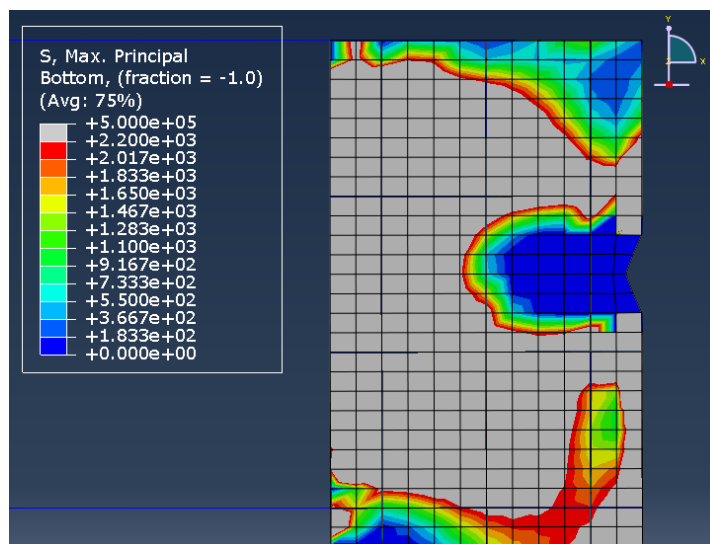 S, Max. Principal
Bottom, (fraction = -1.0)
(Avg: 75%)
+5.000e+05
+2.200e+03
+2.017e+03
+1.833e+03
+1.650e+03
+1.467e+03
+1.283e+03
+1.100e+03
+9.167e+02
+7.333e+02
+5.500e+02
+3.667e+02
+1.833e+02
+0.000e+00
Y
Z
X